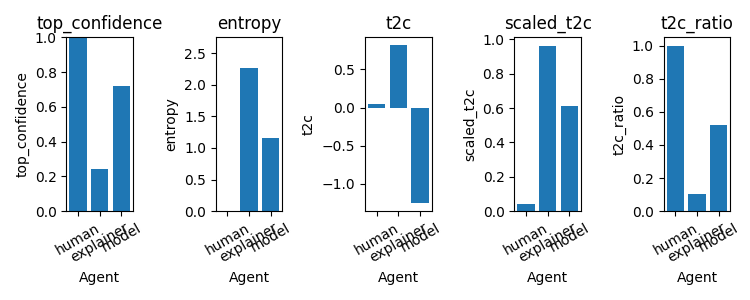 top_confidence
top_confidence
1.0
0.8
0.6
0.4
0.2
0.0
human
explainer
model
Agent
entropy
entropy
2.5
2.0
1.5
1.0
0.5
0.0
human
explainer
model
Agent
t2c
t2c
0.5
0.0
−0.5
−1.0
human
explainer
model
Agent
scaled_t2c
scaled_t2c
1.0
0.8
0.6
0.4
0.2
0.0
human
explainer
model
Agent
t2c_ratio
t2c_ratio
1.0
0.8
0.6
0.4
0.2
0.0
human
explainer
model
Agent